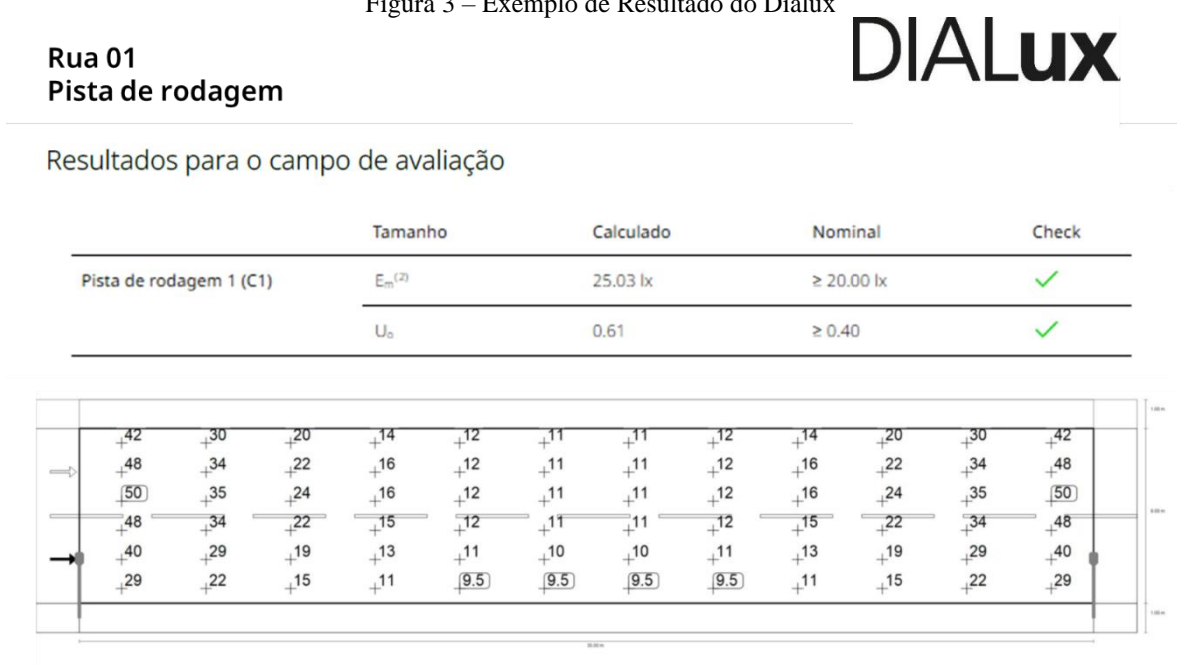 Figura 3 – Exemplo de Resultado do Dialux
DIALux
Rua 01
Pista de rodagem
Resultados para o campo de avaliação
Tamanho Calculado Nominal Check
Pista de rodagem 1 (C1) Em(2) 25.03 lx ≥ 20.00 lx ✓
Uo 0.61 ≥ 0.40 ✓
42 30 20 14 12 11 11 12 14 20 30 42
48 34 22 16 12 11 11 12 16 22 34 48
50 35 24 16 12 11 11 12 16 24 35 50
48 34 22 15 12 11 11 12 15 22 34 48
40 29 19 13 11 10 10 11 13 19 29 40
29 22 15 11 9.5 9.5 9.5 9.5 11 15 22 29